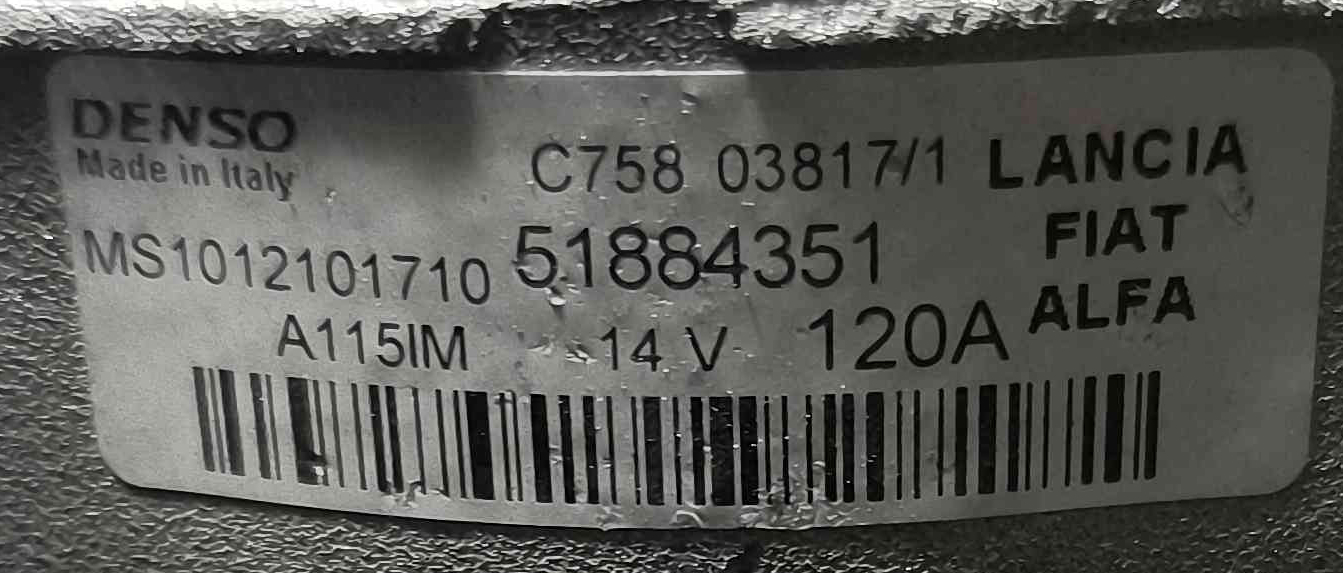 DENSO
Made in Italy
C758 03817/1 LANCIA
MS1012101710 51884351 FIAT
A115IM 14 V 120A ALFA